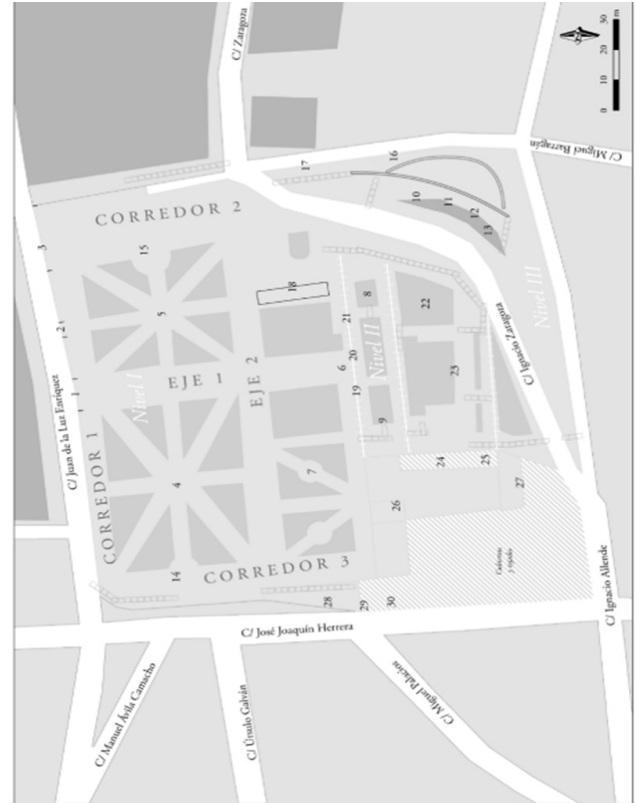 C/ Zaragoza
30
20
10
0
m
C/ Miguel Barragán
17
16
CORREDOR 2
3
15
10
11
12
13
2
5
18
8
22
21
Nivel II
Nivel III
C/ Juan de la Luz Enríquez
Nivel I
EJE 1
EJE 2
6
20
19
23
C/ Ignacio Zaragoza
9
CORREDOR 1
4
7
24
25
26
27
14
CORREDOR 3
28
29
30
C/ José Joaquín Herrera
C/ Ignacio Allende
C/ Manuel Ávila Camacho
C/ Úrsulo Galván
C/ Miguel Palacios